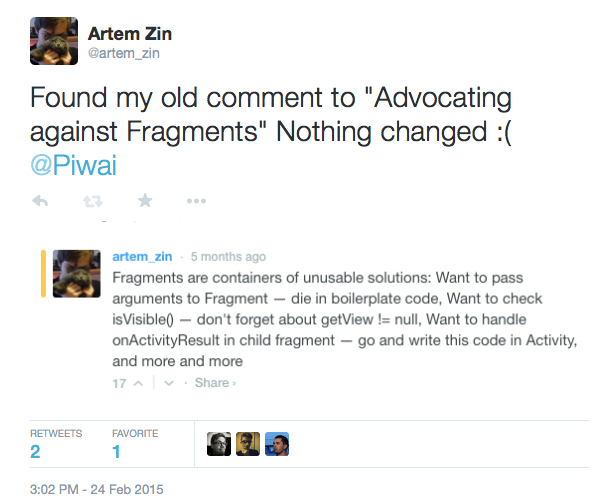 Artem Zin
@artem_zin
Found my old comment to "Advocating
against Fragments" Nothing changed :(
@Piwai
artem_zin · 5 months ago
Fragments are containers of unusable solutions: Want to pass
arguments to Fragment — die in boilerplate code, Want to check
isVisible() — don't forget about getView != null, Want to handle
onActivityResult in child fragment — go and write this code in Activity,
and more and more
17 · Share ›
RETWEETS FAVORITE
2 1
3:02 PM - 24 Feb 2015